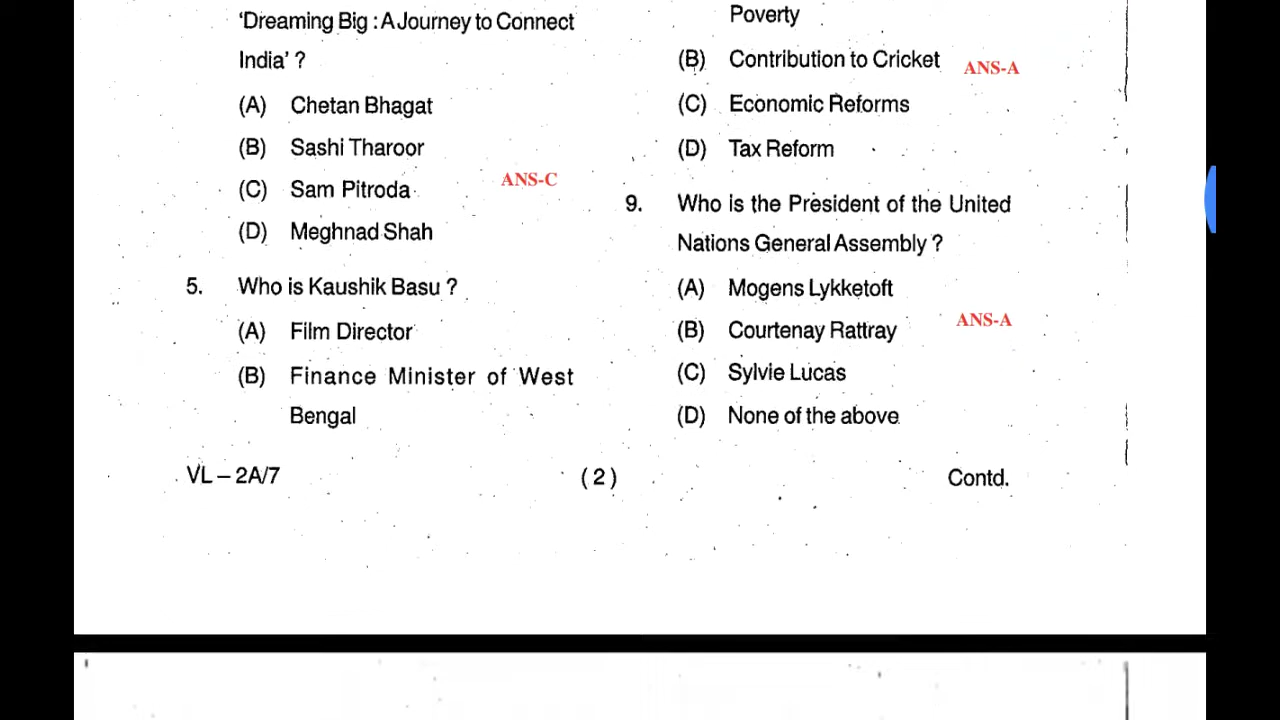 'Dreaming Big : A Journey to Connect
India' ?
(A) Chetan Bhagat
(B) Sashi Tharoor
(C) Sam Pitroda
ANS-C
(D) Meghnad Shah
5. Who is Kaushik Basu ?
(A) Film Director
(B) Finance Minister of West
Bengal
Poverty
(B) Contribution to Cricket
ANS-A
(C) Economic Reforms
(D) Tax Reform
9. Who is the President of the United
Nations General Assembly ?
(A) Mogens Lykketoft
ANS-A
(B) Courtenay Rattray
(C) Sylvie Lucas
(D) None of the above
VL – 2A/7
( 2 )
Contd.